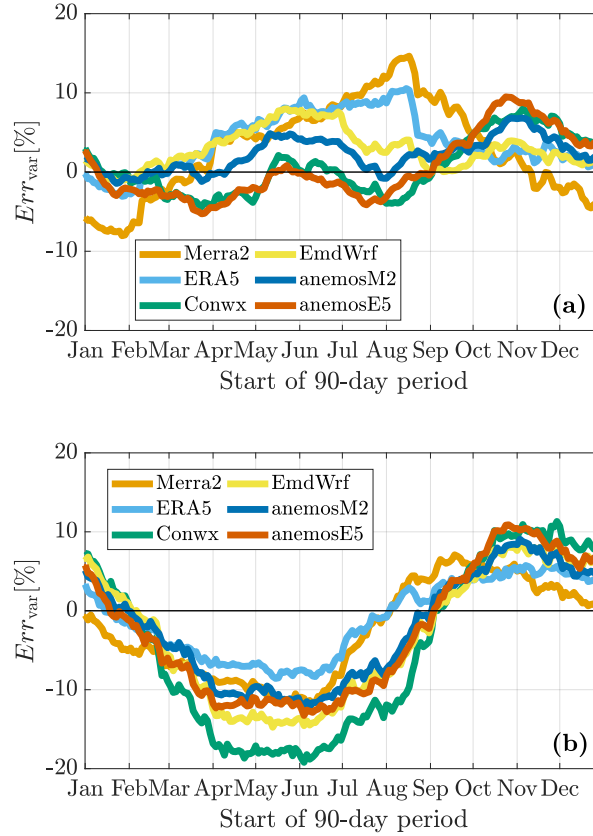 20
10
0
-10
-20
Err_var[%]
Merra2 EmdWrf
ERA5 anemosM2
Conwx anemosE5
(a)
Jan Feb Mar Apr May Jun Jul Aug Sep Oct Nov Dec
Start of 90-day period
20
10
0
-10
-20
Err_var[%]
Merra2 EmdWrf
ERA5 anemosM2
Conwx anemosE5
(b)
Jan Feb Mar Apr May Jun Jul Aug Sep Oct Nov Dec
Start of 90-day period